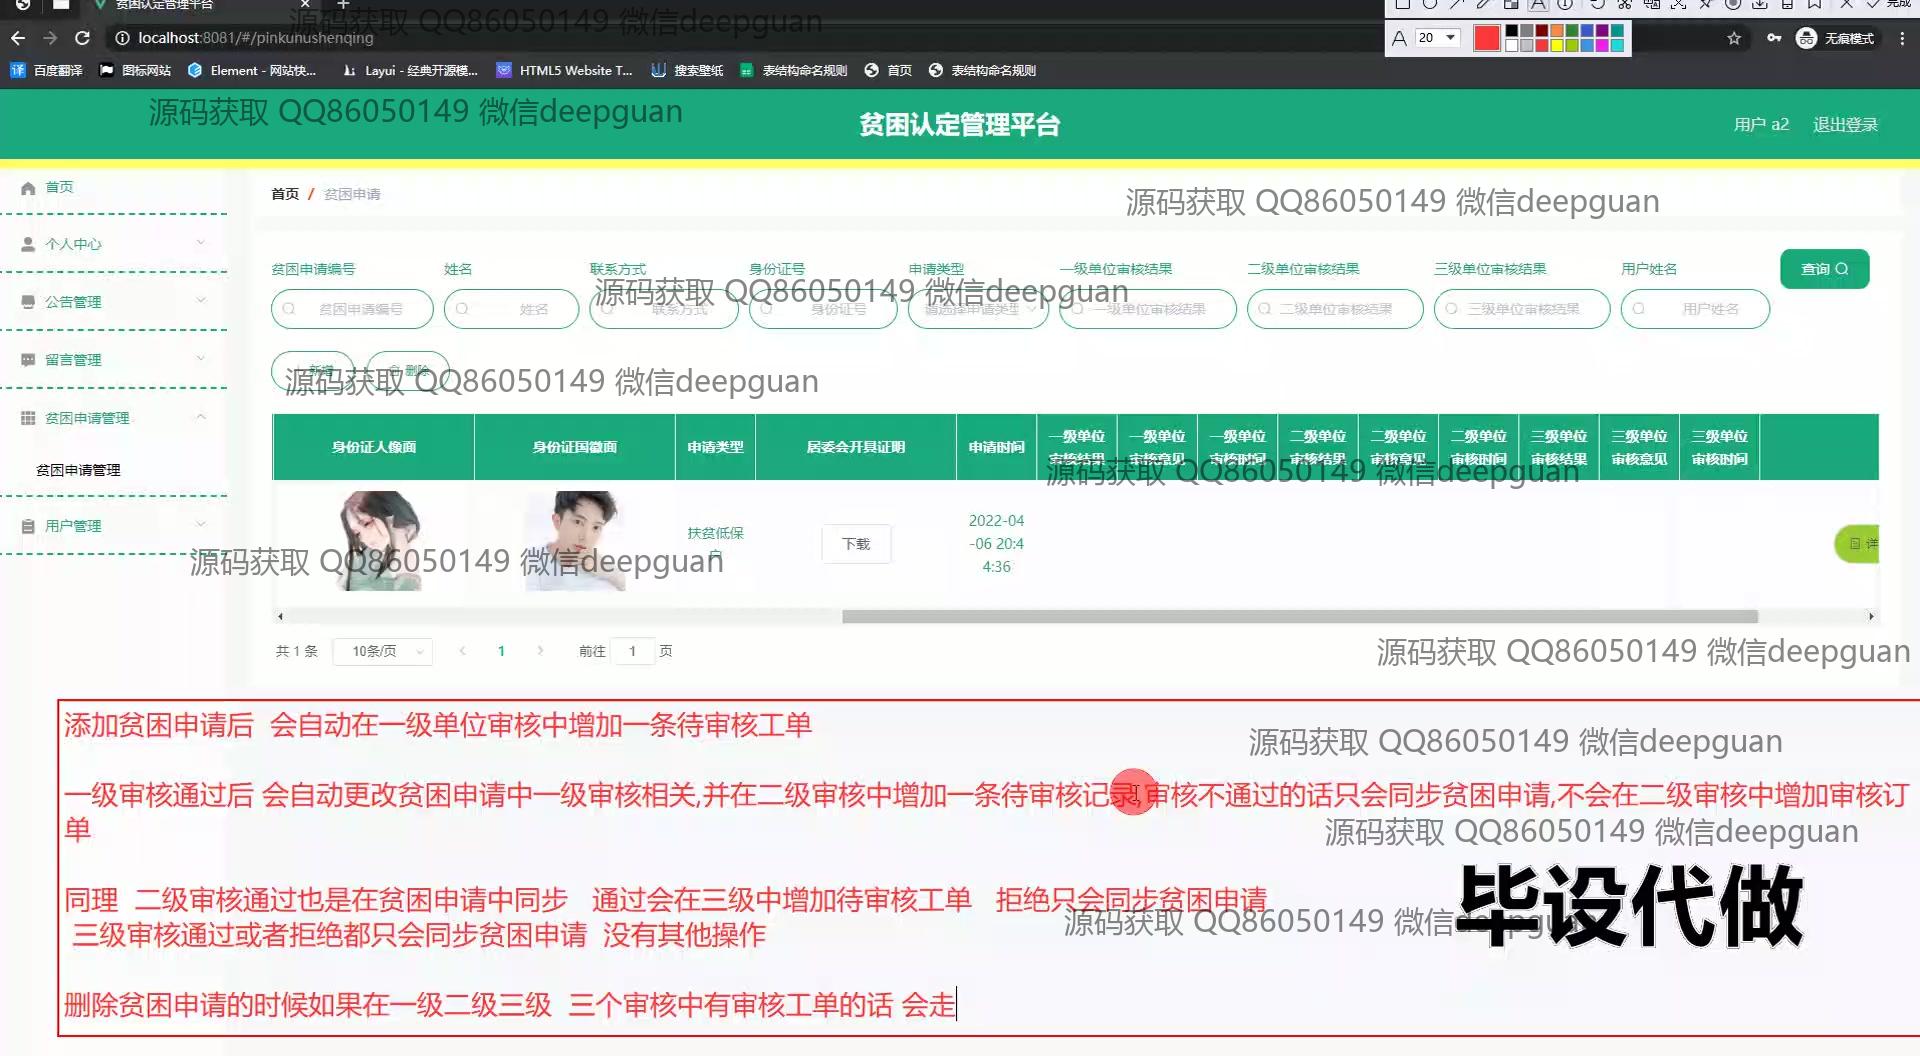 贫困认定管理平台
完成
localhost:8081/#/pinkunushenqing
A 20
无痕模式
百度翻译 图标网站 Element - 网站快... Layui - 经典开源模... HTML5 Website T... 搜索壁纸 表结构命名规则 首页 表结构命名规则
源码获取 QQ86050149 微信deepguan
贫困认定管理平台
用户 a2 退出登录
首页
个人中心
公告管理
留言管理
贫困申请管理
贫困申请管理
用户管理
首页 / 贫困申请
源码获取 QQ86050149 微信deepguan
贫困申请编号 姓名 联系方式 身份证号 申请类型 一级单位审核结果 二级单位审核结果 三级单位审核结果 用户姓名
查询
源码获取 QQ86050149 微信deepguan
贫困申请编号 姓名 联系方式 身份证号 请选择申请类型 一级单位审核结果 二级单位审核结果 三级单位审核结果 用户姓名
新增 删除
源码获取 QQ86050149 微信deepguan
身份证人像面 身份证国徽面 申请类型 居委会开具证明 申请时间 一级单位审核结果 一级单位审核意见 一级单位审核时间 二级单位审核结果 二级单位审核意见 二级单位审核时间 三级单位审核结果 三级单位审核意见 三级单位审核时间
源码获取 QQ86050149 微信deepguan
扶贫低保户
下载
2022-04
-06 20:4
4:36
详
源码获取 QQ86050149 微信deepguan
共 1 条 10条/页 1 前往 1 页
源码获取 QQ86050149 微信deepguan
添加贫困申请后 会自动在一级单位审核中增加一条待审核工单
源码获取 QQ86050149 微信deepguan
一级审核通过后 会自动更改贫困申请中一级审核相关,并在二级审核中增加一条待审核记录,审核不通过的话只会同步贫困申请,不会在二级审核中增加审核订
单
源码获取 QQ86050149 微信deepguan
同理 二级审核通过也是在贫困申请中同步 通过会在三级中增加待审核工单 拒绝只会同步贫困申请
源码获取 QQ86050149 微信deepguan
毕设代做
三级审核通过或者拒绝都只会同步贫困申请 没有其他操作
删除贫困申请的时候如果在一级二级三级 三个审核中有审核工单的话 会走